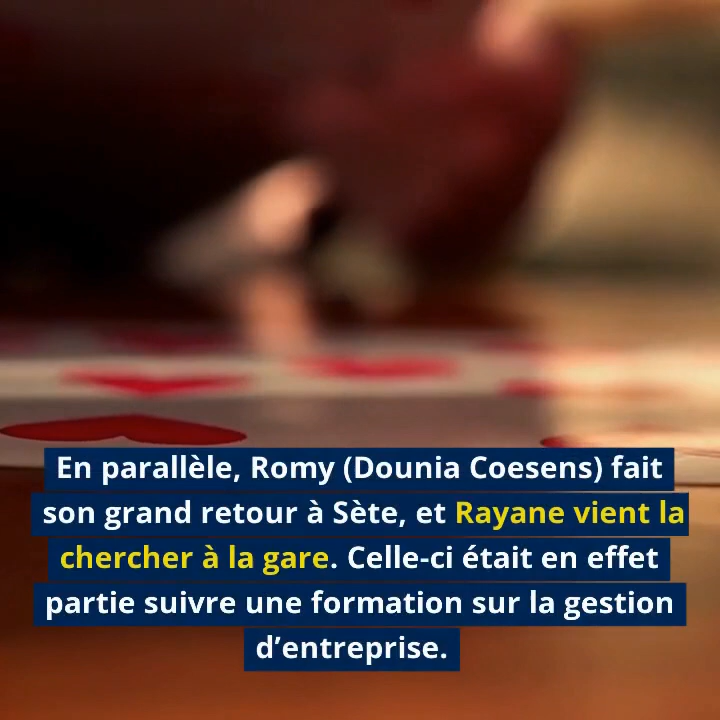 En parallèle, Romy (Dounia Coesens) fait
son grand retour à Sète, et Rayane vient la
chercher à la gare. Celle-ci était en effet
partie suivre une formation sur la gestion
d’entreprise.